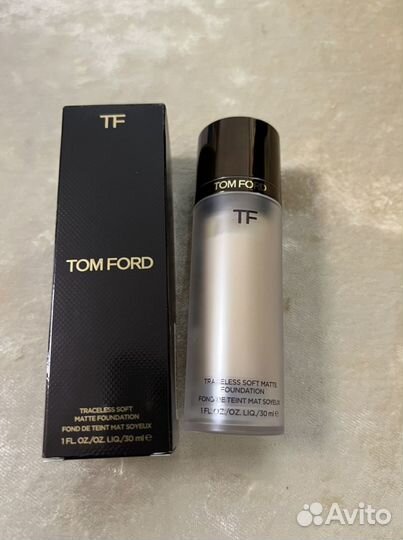 TF
TOM FORD
TRACELESS SOFT
MATTE FOUNDATION
FOND DE TEINT MAT SOYEUX
1 FL. OZ./OZ. LIQ./30 ml e
TOM FORD
TF
TRACELESS SOFT MATTE
FOUNDATION
FOND DE TEINT MAT SOYEUX
1 FL. OZ./OZ. LIQ./30 ml e
Avito